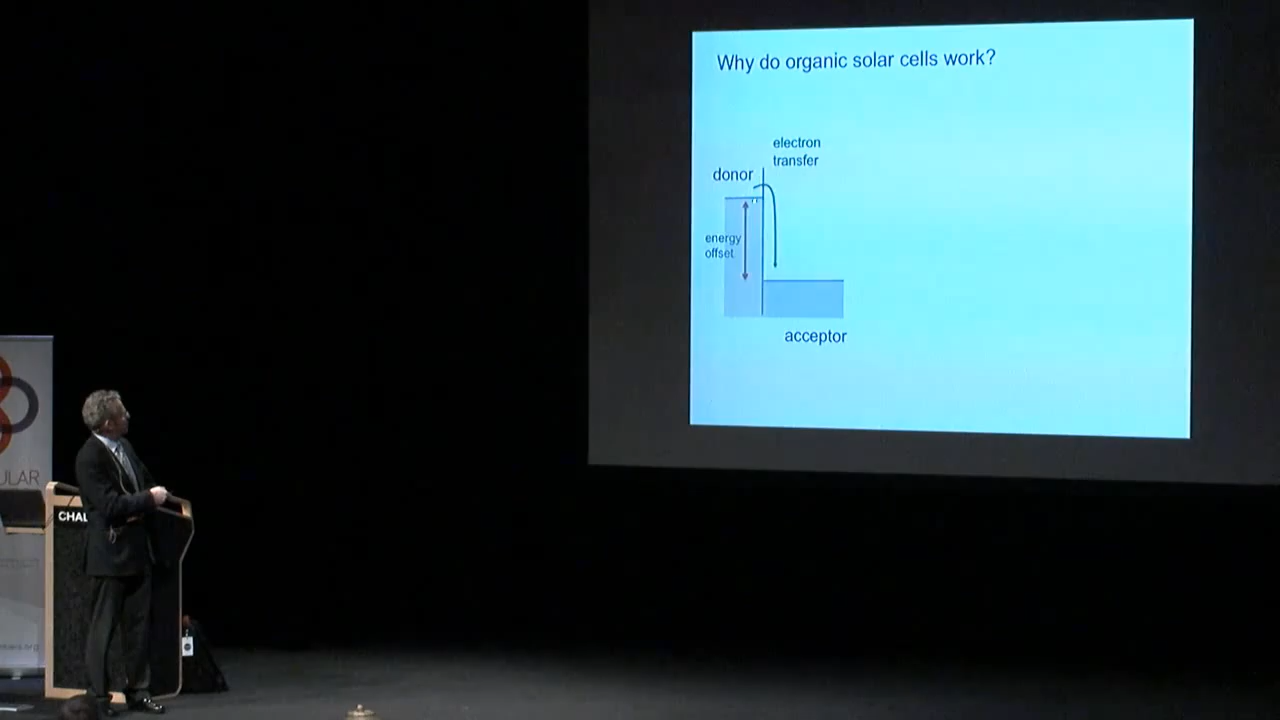 Why do organic solar cells work?
electron
transfer
donor
energy
offset
acceptor
ULAR
CHAL